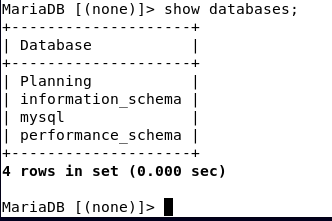 MariaDB [(none)]> show databases;
+--------------------+
| Database           |
+--------------------+
| Planning           |
| information_schema |
| mysql              |
| performance_schema |
+--------------------+
4 rows in set (0.000 sec)
MariaDB [(none)]>